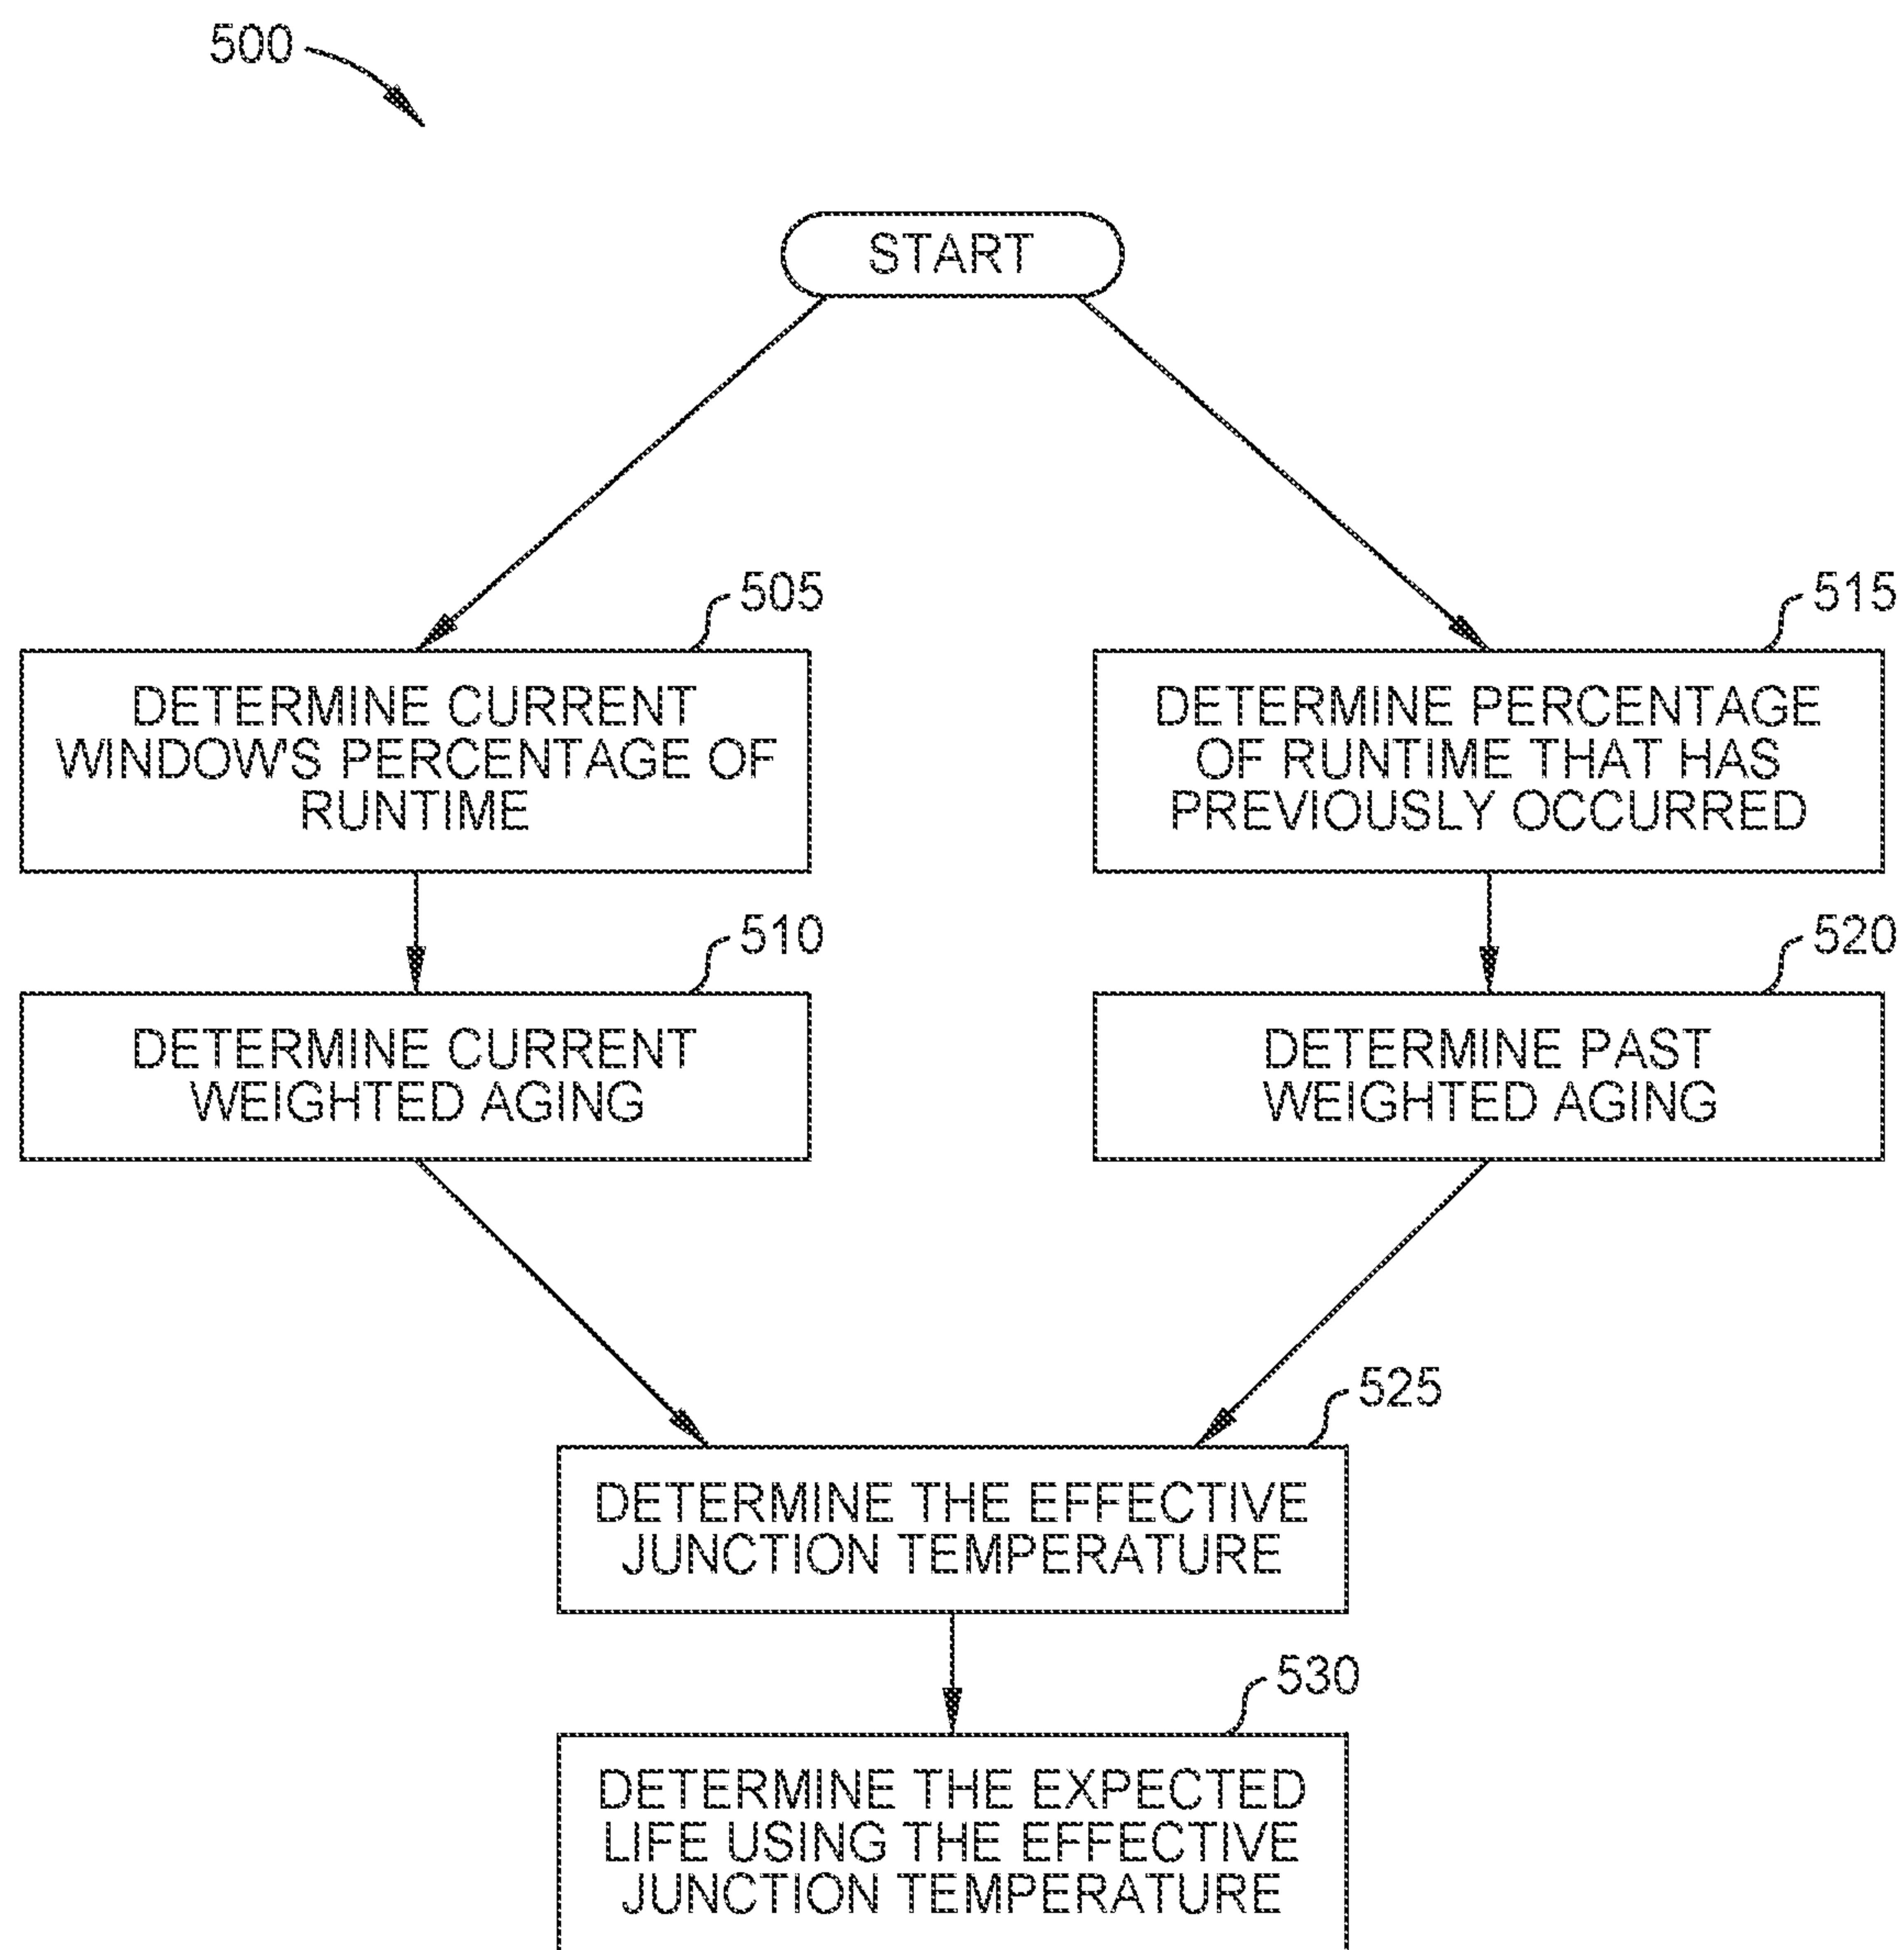 500
START
505
DETERMINE CURRENT
WINDOW'S PERCENTAGE OF
RUNTIME
515
DETERMINE PERCENTAGE
OF RUNTIME THAT HAS
PREVIOUSLY OCCURRED
510
DETERMINE CURRENT
WEIGHTED AGING
520
DETERMINE PAST
WEIGHTED AGING
525
DETERMINE THE EFFECTIVE
JUNCTION TEMPERATURE
530
DETERMINE THE EXPECTED
LIFE USING THE EFFECTIVE
JUNCTION TEMPERATURE